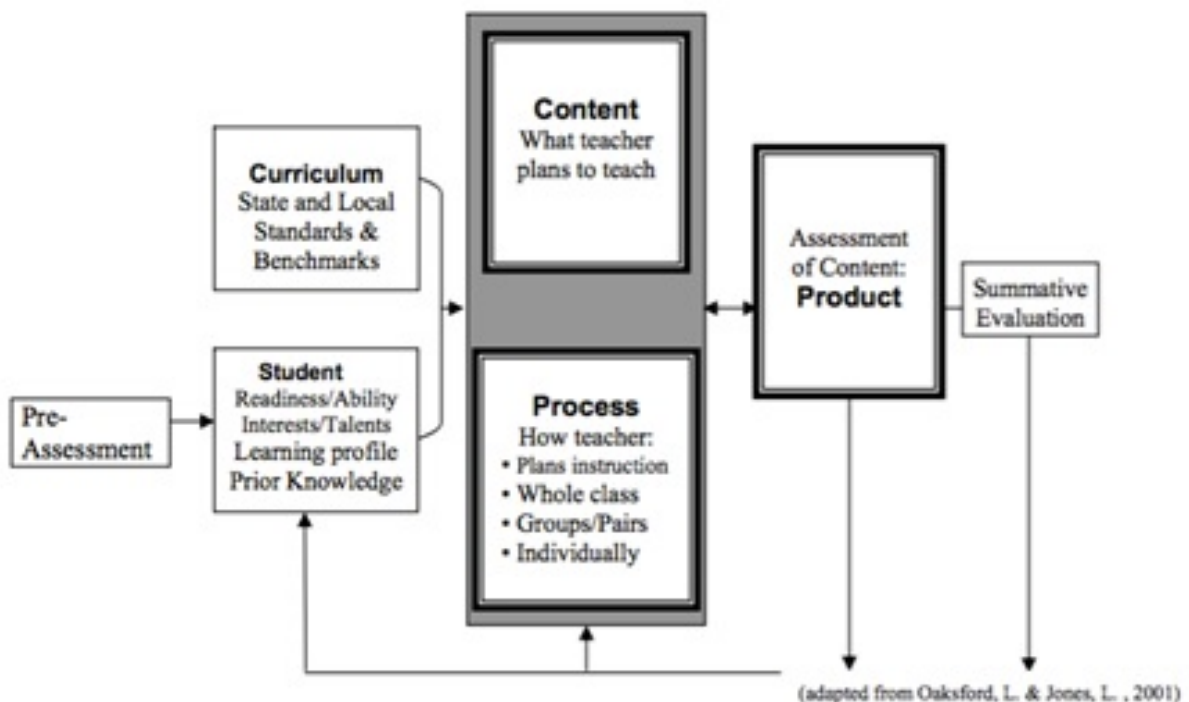 Pre-
Assessment
Curriculum
State and Local
Standards &
Benchmarks
Student
Readiness/Ability
Interests/Talents
Learning profile
Prior Knowledge
Content
What teacher
plans to teach
Process
How teacher:
• Plans instruction
• Whole class
• Groups/Pairs
• Individually
Assessment
of Content:
Product
Summative
Evaluation
(adapted from Oaksford, L. & Jones, L. , 2001)